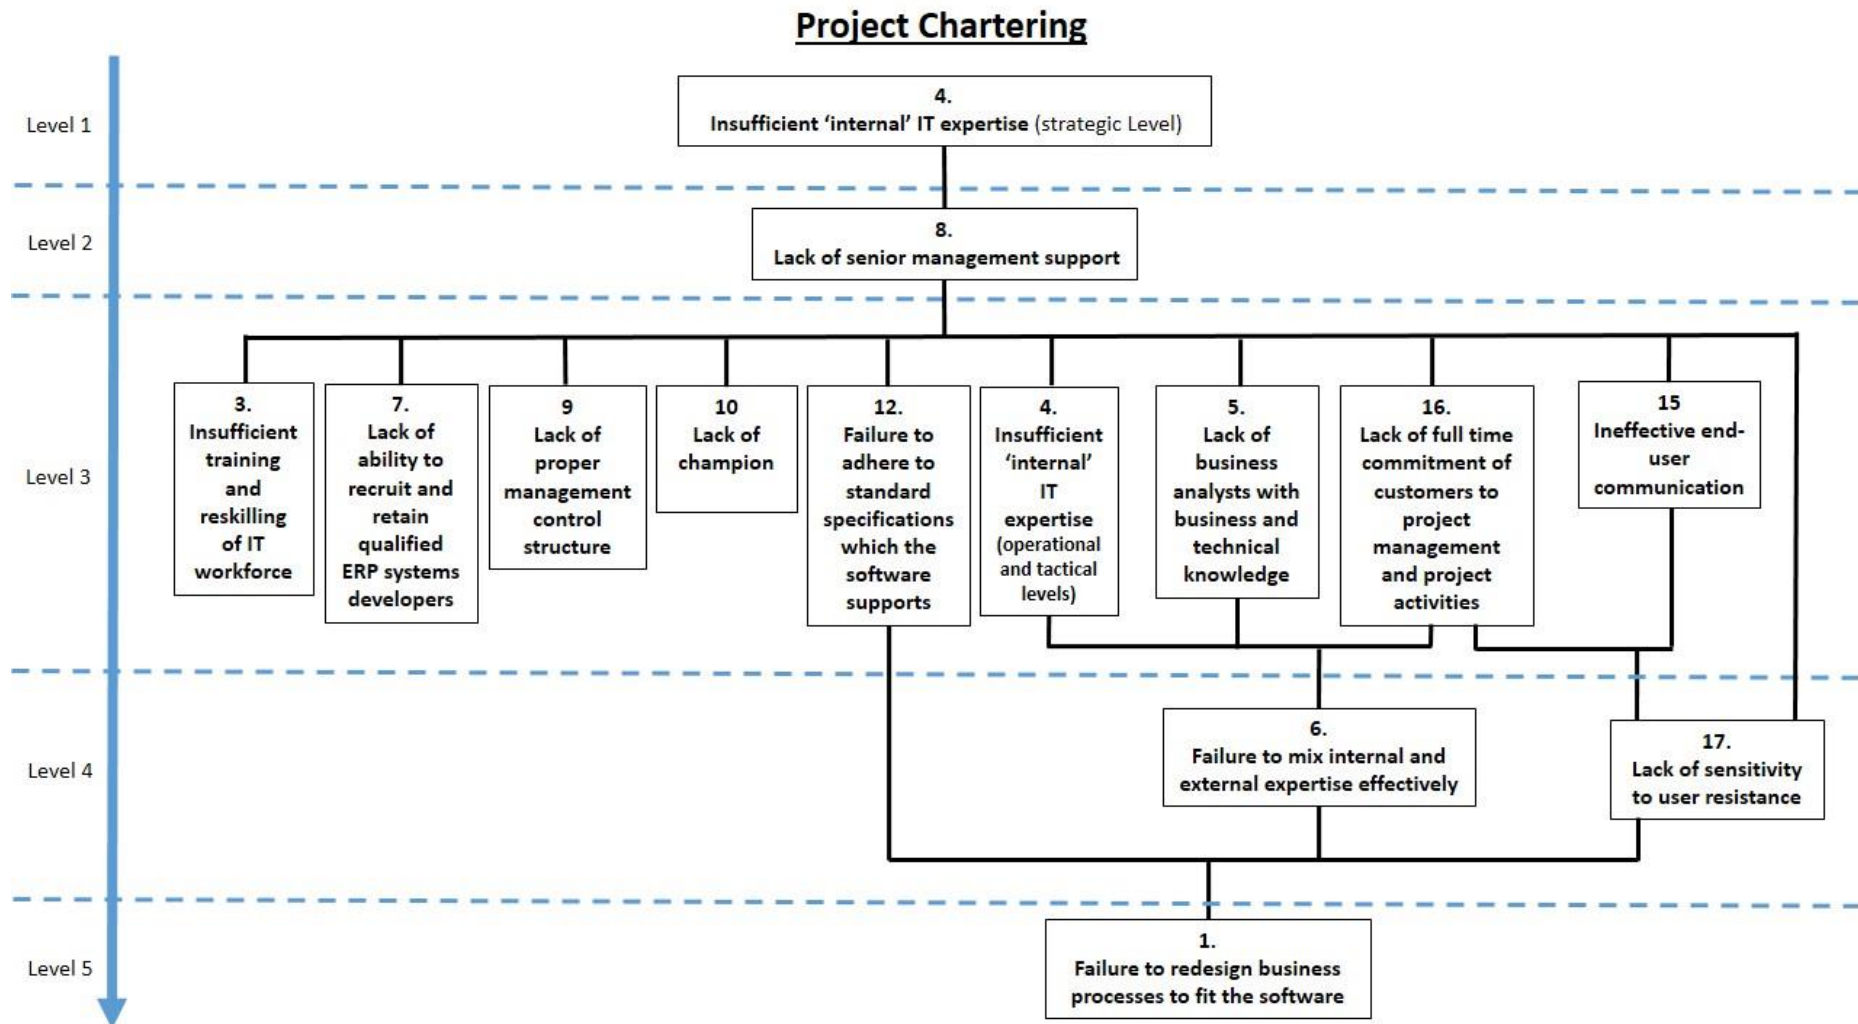 Project Chartering
Level 1
4.
Insufficient ‘internal’ IT expertise (strategic Level)
Level 2
8.
Lack of senior management support
Level 3
3.
Insufficient
training
and
reskilling
of IT
workforce
7.
Lack of
ability to
recruit and
retain
qualified
ERP systems
developers
9
Lack of
proper
management
control
structure
10
Lack of
champion
12.
Failure to
adhere to
standard
specifications
which the
software
supports
4.
Insufficient
‘internal’
IT
expertise
(operational
and tactical
levels)
5.
Lack of
business
analysts with
business and
technical
knowledge
16.
Lack of full time
commitment of
customers to
project
management
and project
activities
15
Ineffective end-
user
communication
Level 4
6.
Failure to mix internal and
external expertise effectively
17.
Lack of sensitivity
to user resistance
Level 5
1.
Failure to redesign business
processes to fit the software